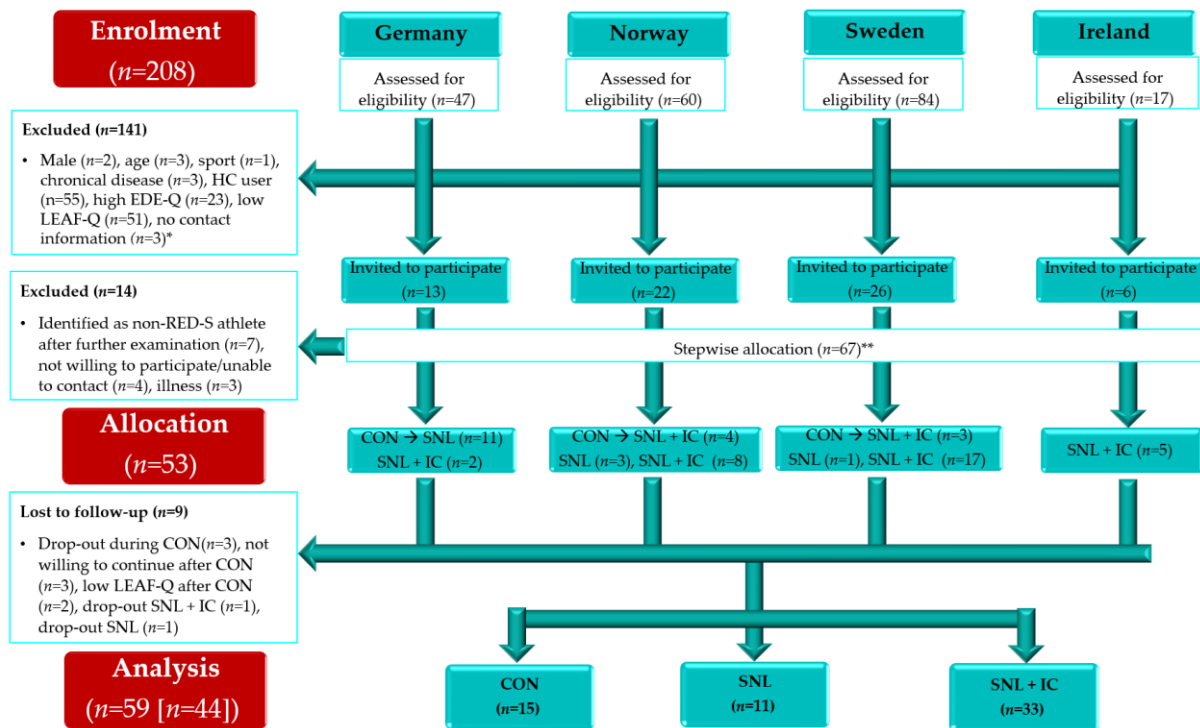 Enrolment
(n=208)
Germany
Norway
Sweden
Ireland
Assessed for
eligibility (n=47)
Assessed for
eligibility (n=60)
Assessed for
eligibility (n=84)
Assessed for
eligibility (n=17)
Excluded (n=141)
• Male (n=2), age (n=3), sport (n=1),
chronical disease (n=3), HC user
(n=55), high EDE-Q (n=23), low
LEAF-Q (n=51), no contact
information (n=3)*
Invited to participate
(n=13)
Invited to participate
(n=22)
Invited to participate
(n=26)
Invited to participate
(n=6)
Excluded (n=14)
• Identified as non-RED-S athlete
after further examination (n=7),
not willing to participate/unable
to contact (n=4), illness (n=3)
Stepwise allocation (n=67)**
Allocation
(n=53)
CON → SNL (n=11)
SNL + IC (n=2)
CON → SNL + IC (n=4)
SNL (n=3), SNL + IC (n=8)
CON → SNL + IC (n=3)
SNL (n=1), SNL + IC (n=17)
SNL + IC (n=5)
Lost to follow-up (n=9)
• Drop-out during CON(n=3), not
willing to continue after CON
(n=3), low LEAF-Q after CON
(n=2), drop-out SNL + IC (n=1),
drop-out SNL (n=1)
Analysis
(n=59 [n=44])
CON
(n=15)
SNL
(n=11)
SNL + IC
(n=33)